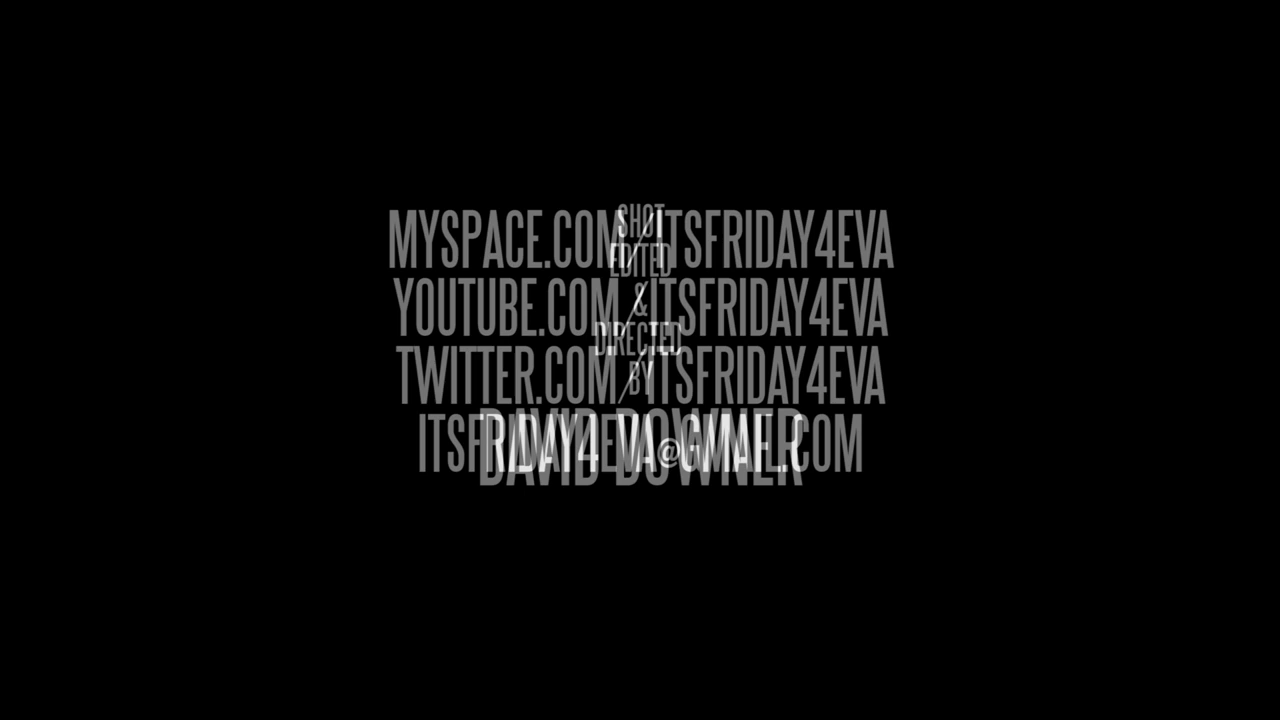 MYSPACE.COM/ITSFRIDAY4EVA
YOUTUBE.COM/ITSFRIDAY4EVA
TWITTER.COM/ITSFRIDAY4EVA
ITSFRIDAY4EVA@GMAIL.COM
SHOT
EDITED
&
DIRECTED
BY
DAVID DOWNER